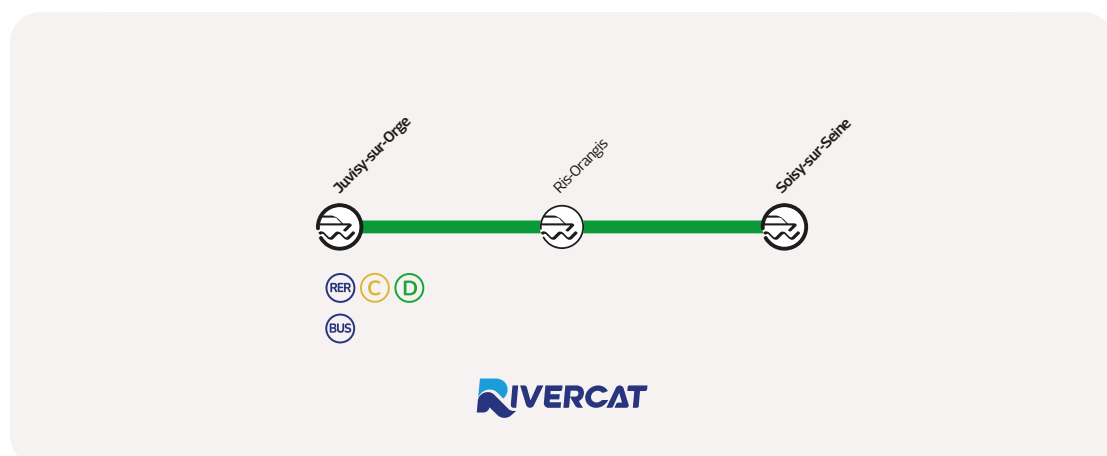 Juvisy-sur-Orge
Ris-Orangis
Soisy-sur-Seine
RER C D
BUS
RIVERCAT